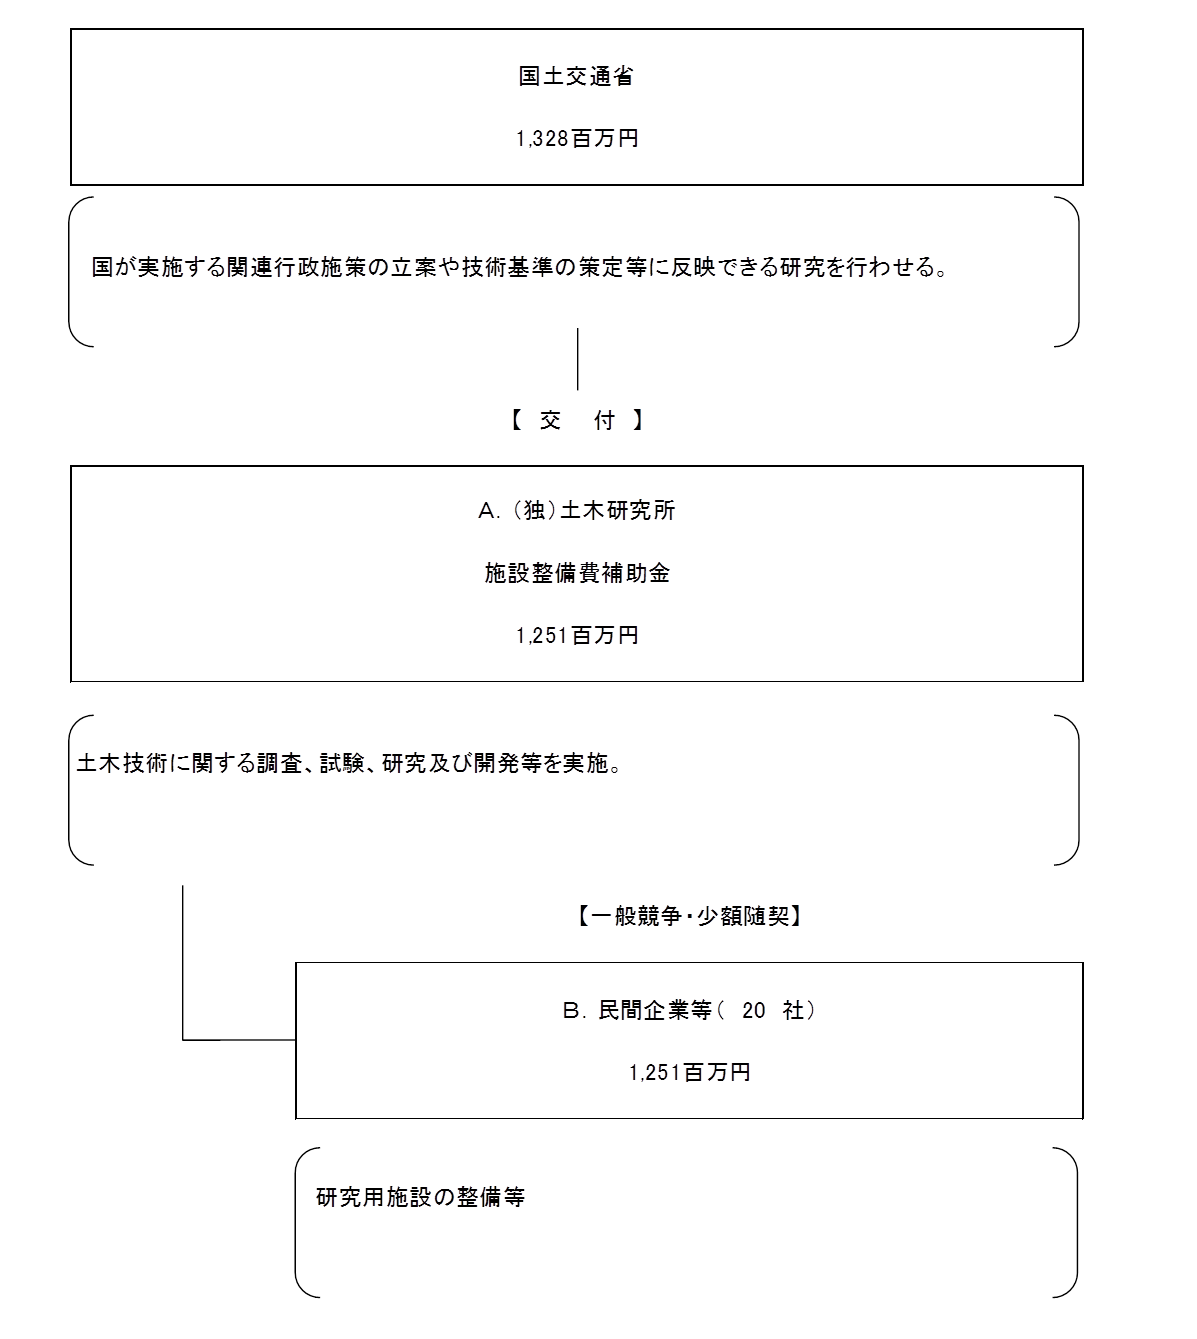 国土交通省
1,328百万円
国が実施する関連行政施策の立案や技術基準の策定等に反映できる研究を行わせる。
【 交 付 】
A.（独）土木研究所
施設整備費補助金
1,251百万円
土木技術に関する調査、試験、研究及び開発等を実施。
【一般競争・少額随契】
B. 民間企業等（ 20 社）
1,251百万円
研究用施設の整備等